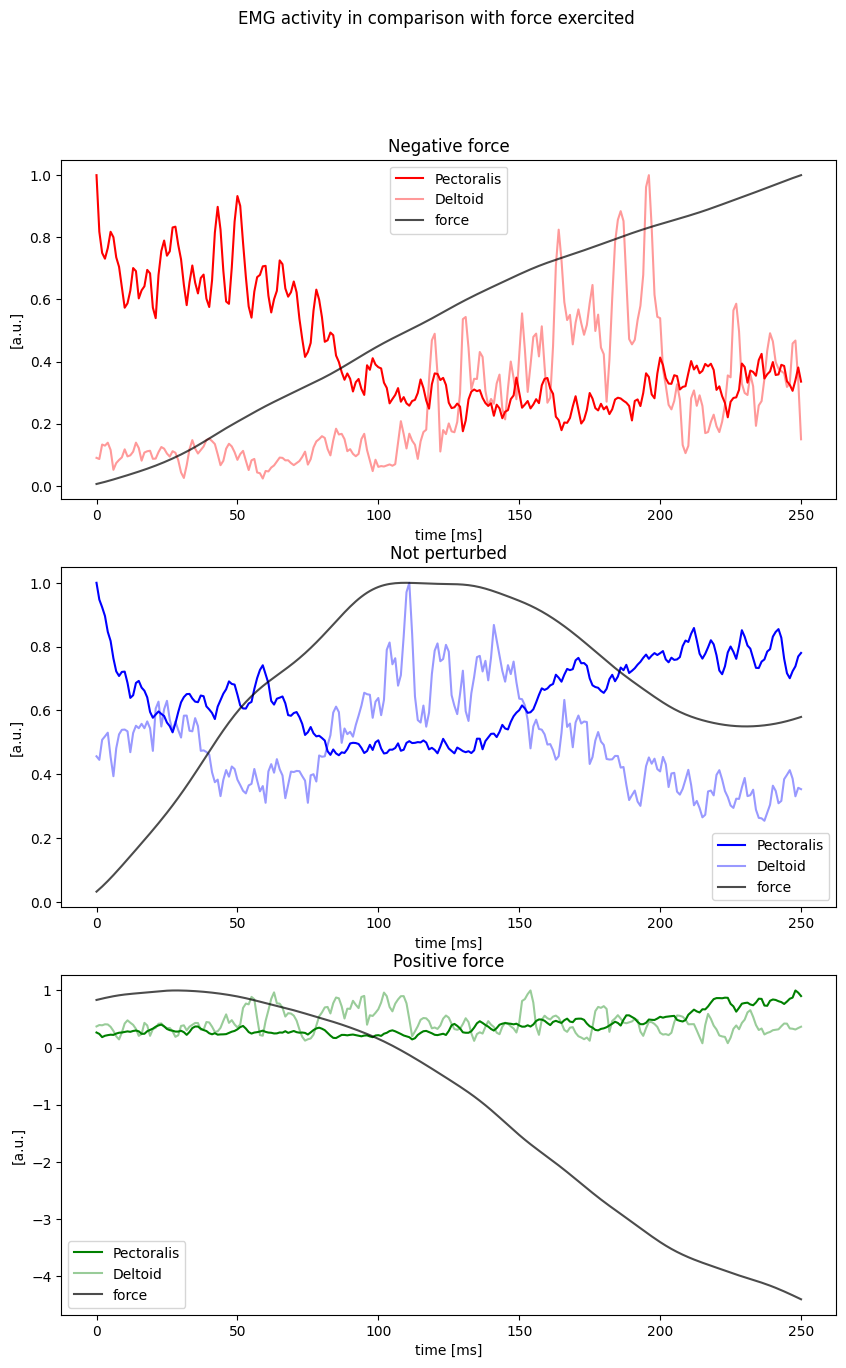 EMG activity in comparison with force exercited
Negative force
1.0
0.8
0.6
0.4
0.2
0.0
[a.u.]
Pectoralis
Deltoid
force
0 50 100 150 200 250
time [ms]
Not perturbed
1.0
0.8
0.6
0.4
0.2
0.0
[a.u.]
Pectoralis
Deltoid
force
0 50 100 150 200 250
time [ms]
Positive force
1
0
−1
−2
−3
−4
[a.u.]
Pectoralis
Deltoid
force
0 50 100 150 200 250
time [ms]